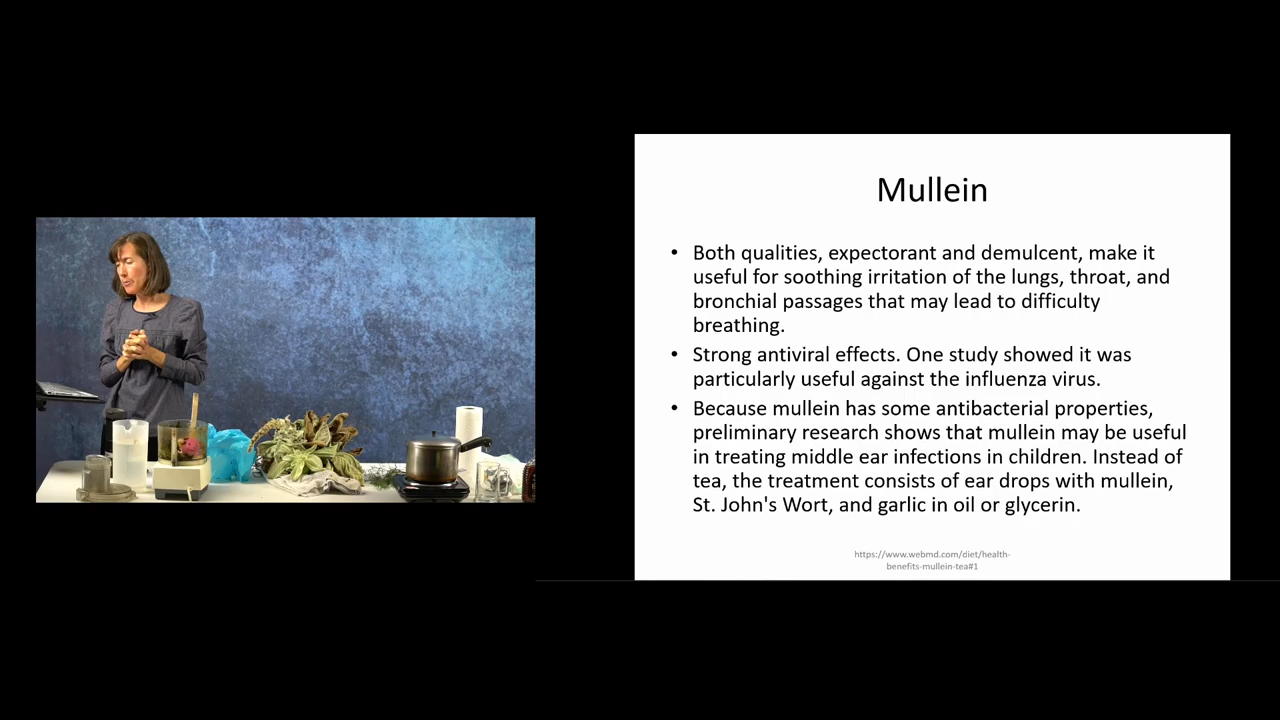 Mullein
• Both qualities, expectorant and demulcent, make it
useful for soothing irritation of the lungs, throat, and
bronchial passages that may lead to difficulty
breathing.
• Strong antiviral effects. One study showed it was
particularly useful against the influenza virus.
• Because mullein has some antibacterial properties,
preliminary research shows that mullein may be useful
in treating middle ear infections in children. Instead of
tea, the treatment consists of ear drops with mullein,
St. John's Wort, and garlic in oil or glycerin.
https://www.webmd.com/diet/health-
benefits-mullein-tea#1